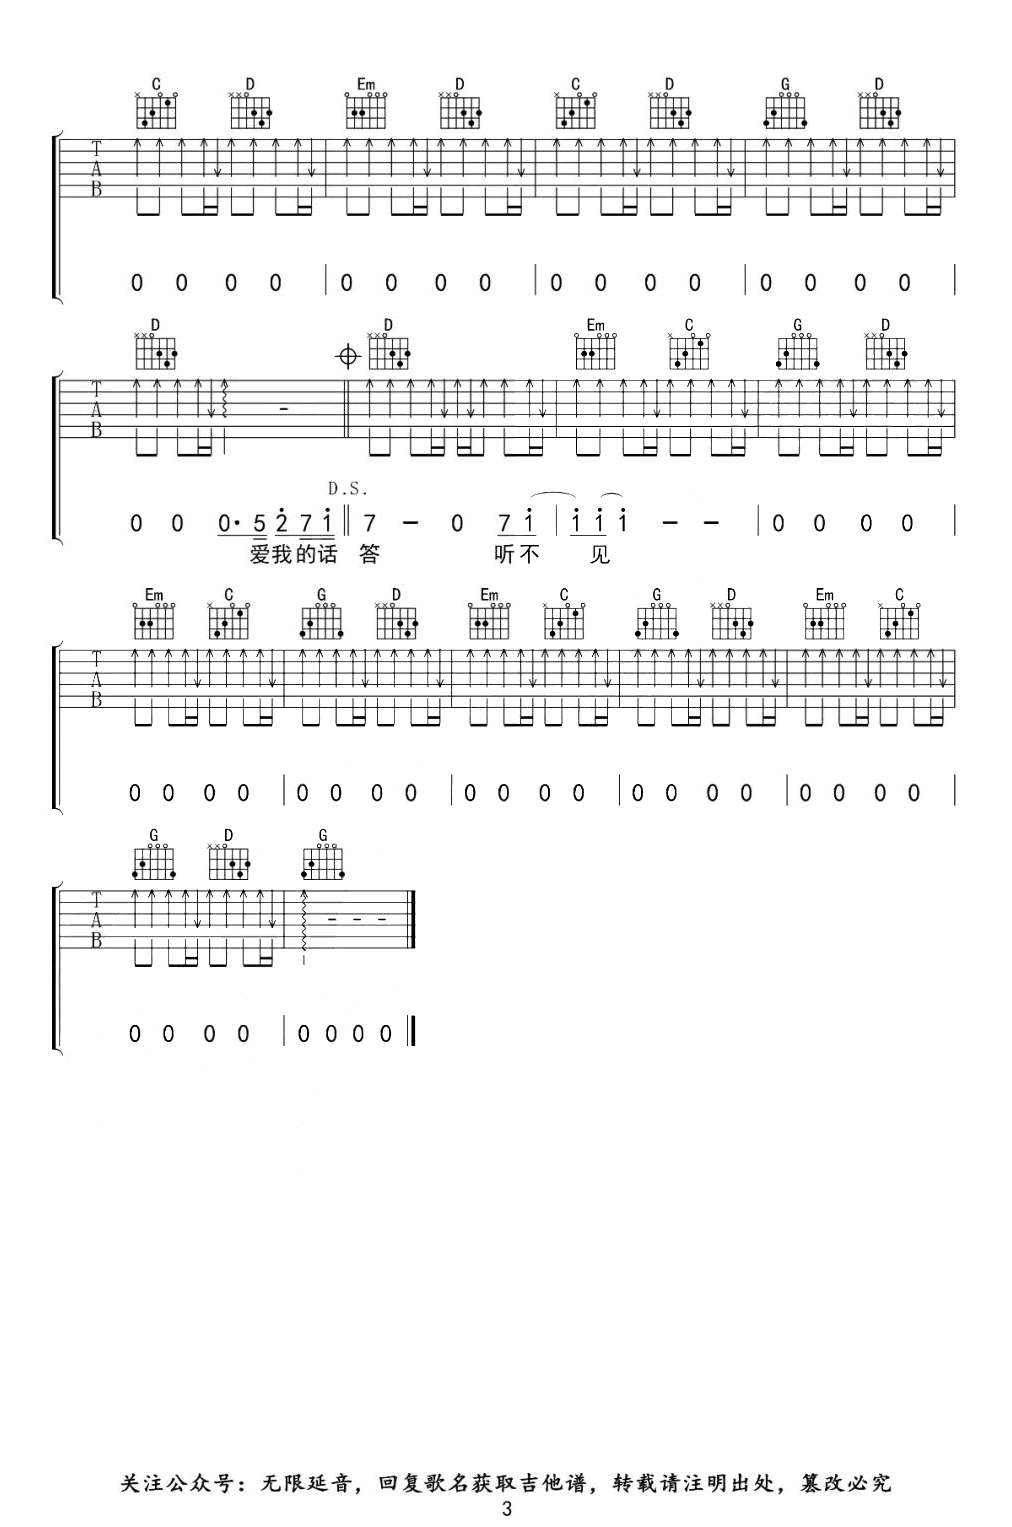 C D Em D C D G D
T
A
B
0 0 0 0 | 0 0 0 0 | 0 0 0 0 | 0 0 0 0 |
D D Em C G D
T
A
B
-
D.S.
0 0 0· 5 2 7 1 || 7 – 0 7 1 | 1 1 1 – – | 0 0 0 0 |
爱我的话 答 听不 见
Em C G D Em C G D Em C
T
A
B
0 0 0 0 | 0 0 0 0 | 0 0 0 0 | 0 0 0 0 | 0 0 0 0 |
G D G
T
A
B
- - -
0 0 0 0 | 0 0 0 0
关注公众号：无限延音，回复歌名获取吉他谱，转载请注明出处，篡改必究
3